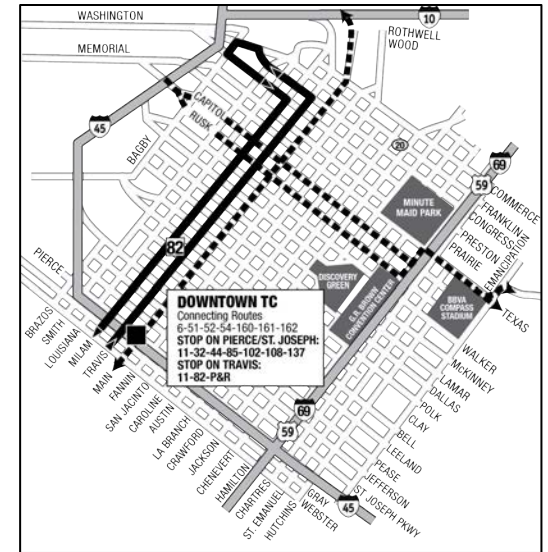 WASHINGTON
10
MEMORIAL
ROTHWELL
WOOD
45
CAPITOL
RUSK
BAGBY
20
69
59
MINUTE
MAID PARK
COMMERCE
FRANKLIN
CONGRESS
PRESTON
PRAIRIE
EMANCIPATION
TEXAS
82
PIERCE
DISCOVERY
GREEN
G.R. BROWN
CONVENTION CENTER
BBVA
COMPASS
STADIUM
DOWNTOWN TC
Connecting Routes
6-51-52-54-160-161-162
STOP ON PIERCE/ST. JOSEPH:
11-32-44-85-102-108-137
STOP ON TRAVIS:
11-82-P&R
BRAZOS
SMITH
LOUISIANA
MILAM
TRAVIS
MAIN
FANNIN
SAN JACINTO
CAROLINE
AUSTIN
LA BRANCH
CRAWFORD
JACKSON
CHENEVERT
HAMILTON
CHARTRES
ST. EMANUEL
HUTCHINS
WALKER
McKINNEY
LAMAR
DALLAS
POLK
CLAY
BELL
LEELAND
PEASE
JEFFERSON
ST JOSEPH PKWY
GRAY
WEBSTER
69
59
45